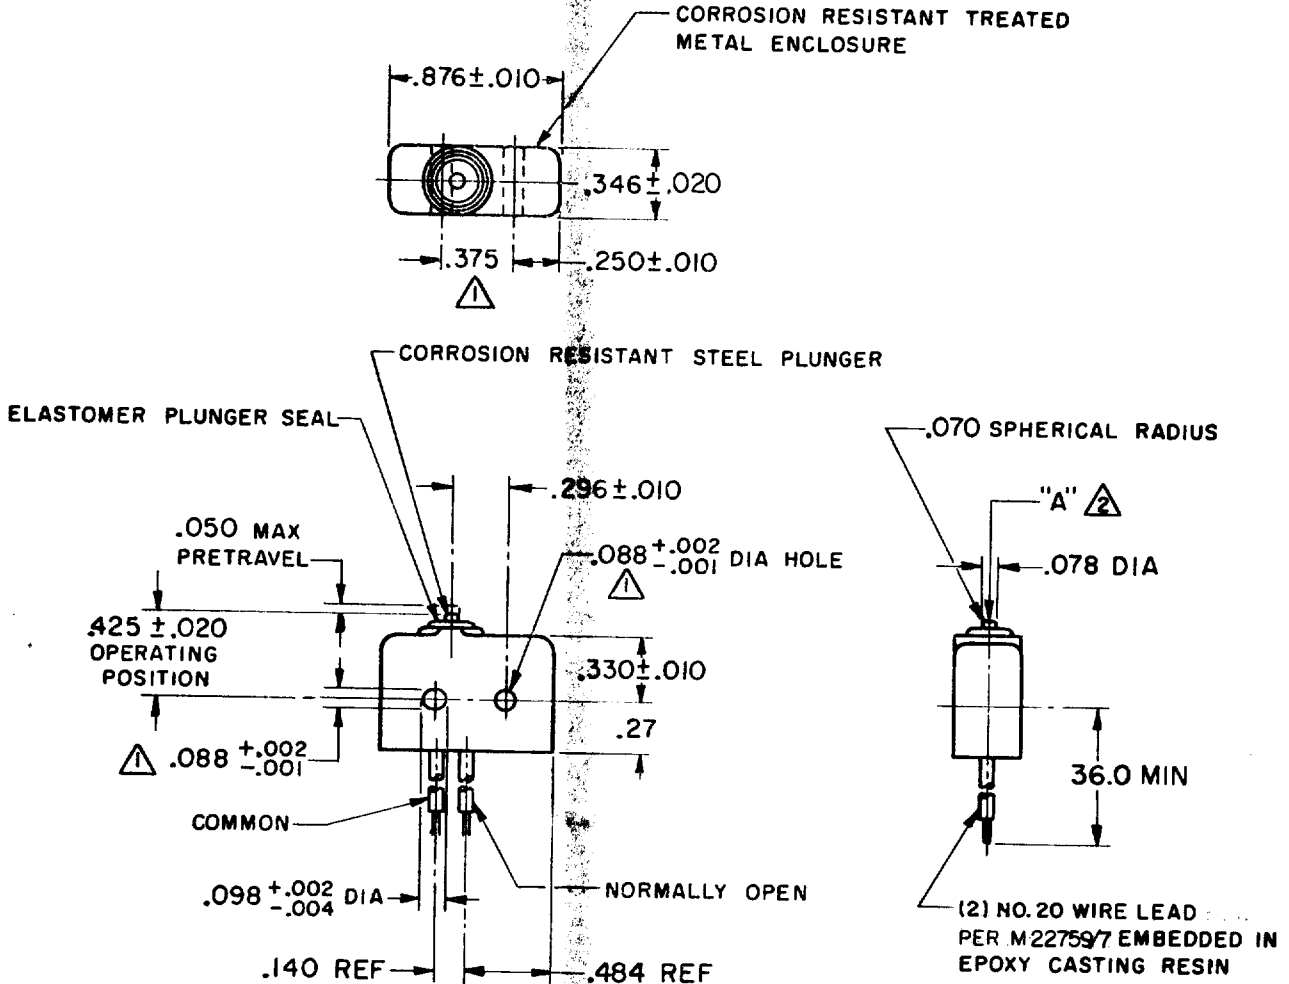 CORROSION RESISTANT TREATED
METAL ENCLOSURE
.876±.010
.346±.020
.375
.250±.010
1
CORROSION RESISTANT STEEL PLUNGER
ELASTOMER PLUNGER SEAL
.070 SPHERICAL RADIUS
.296±.010
"A" 2
.050 MAX
PRETRAVEL
.088 +.002 -.001 DIA HOLE
1
.078 DIA
.425 ±.020
OPERATING
POSITION
.330±.010
.27
1 .088 +.002 -.001
36.0 MIN
COMMON
.098 +.002 -.004 DIA
NORMALLY OPEN
(2) NO. 20 WIRE LEAD
PER M22759/7 EMBEDDED IN
EPOXY CASTING RESIN
.140 REF
.484 REF